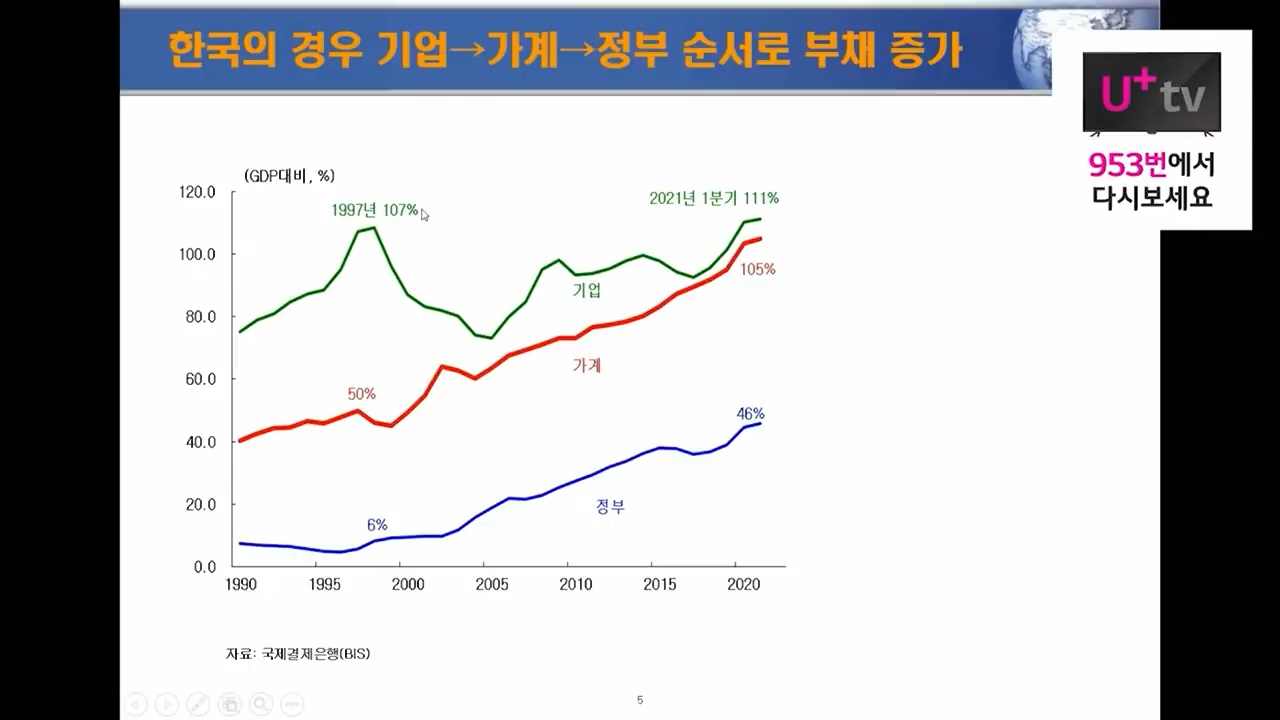 한국의 경우 기업→가계→정부 순서로 부채 증가
U+tv
953번에서
다시보세요
(GDP대비, %)
120.0
100.0
80.0
60.0
40.0
20.0
0.0
1997년 107%
2021년 1분기 111%
105%
기업
가계
50%
46%
정부
6%
1990 1995 2000 2005 2010 2015 2020
자료: 국제결제은행(BIS)
5